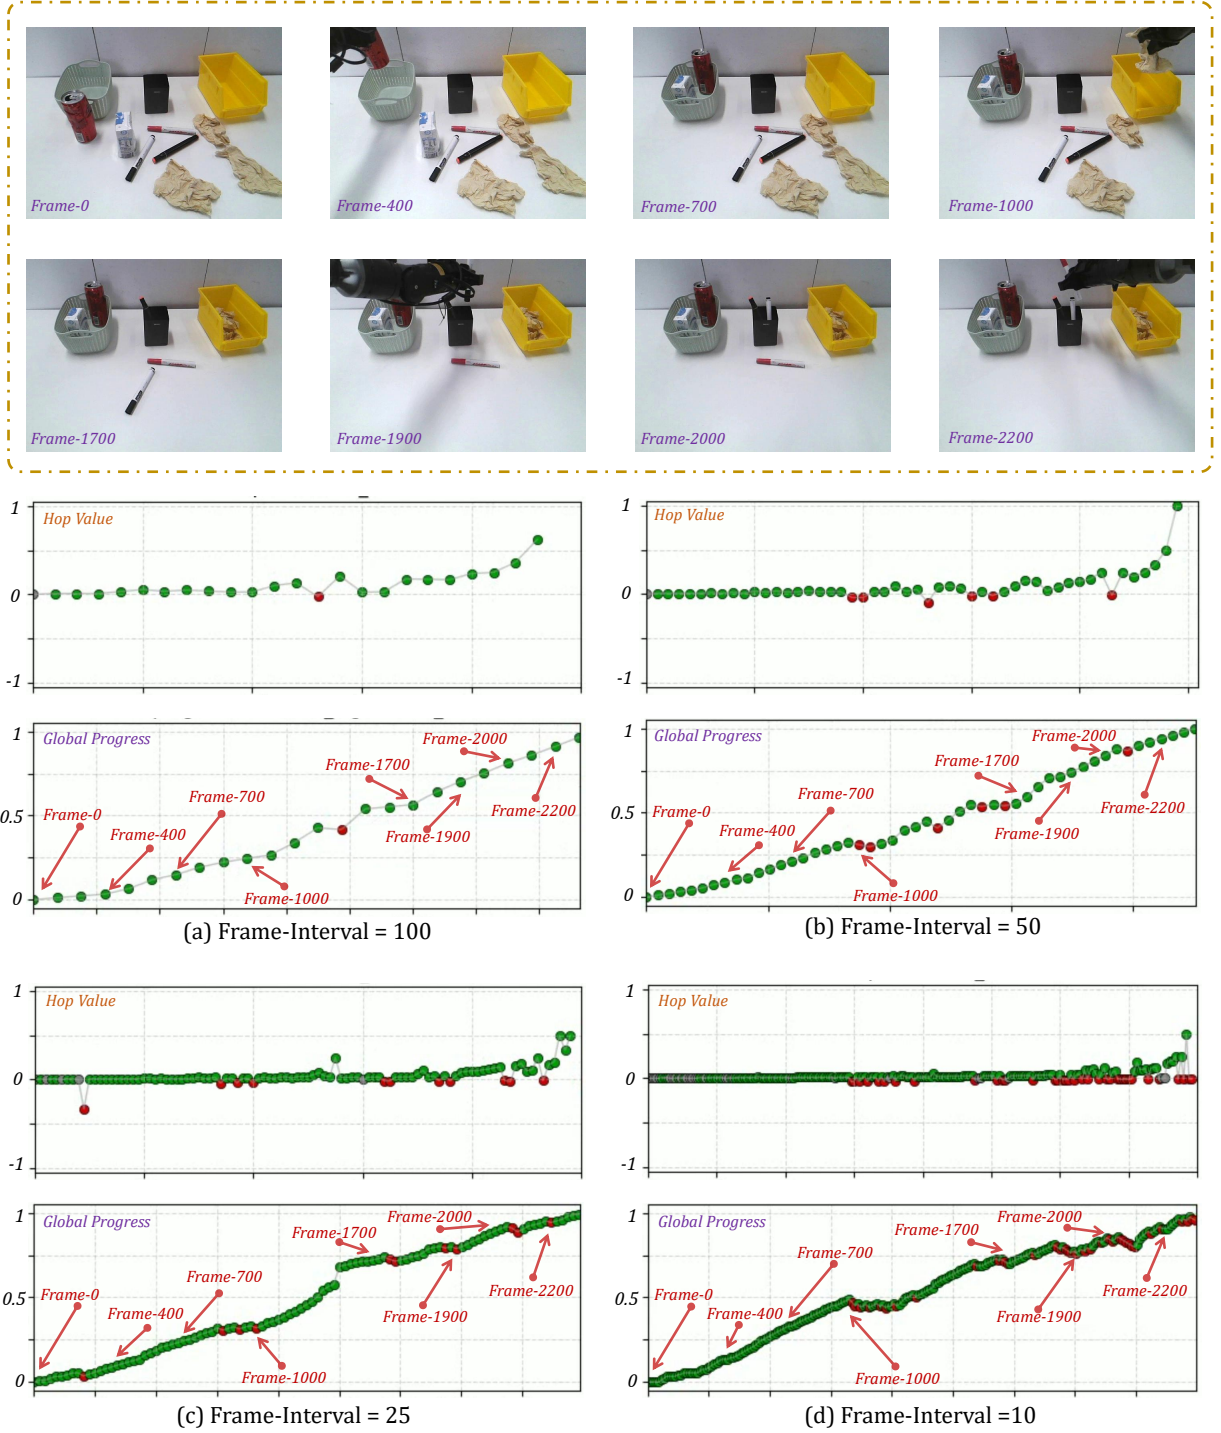 Frame-0
Frame-400
Frame-700
Frame-1000
Frame-1700
Frame-1900
Frame-2000
Frame-2200
1
Hop Value
0
-1
1
Global Progress
0.5
0
Frame-0
Frame-400
Frame-700
Frame-1000
Frame-1700
Frame-1900
Frame-2000
Frame-2200
(a) Frame-Interval = 100
1
Hop Value
0
-1
1
Global Progress
0.5
0
Frame-0
Frame-400
Frame-700
Frame-1000
Frame-1700
Frame-1900
Frame-2000
Frame-2200
(b) Frame-Interval = 50
1
Hop Value
0
-1
1
Global Progress
0.5
0
Frame-0
Frame-400
Frame-700
Frame-1000
Frame-1700
Frame-1900
Frame-2000
Frame-2200
(c) Frame-Interval = 25
1
Hop Value
0
-1
1
Global Progress
0.5
0
Frame-0
Frame-400
Frame-700
Frame-1000
Frame-1700
Frame-1900
Frame-2000
Frame-2200
(d) Frame-Interval =10